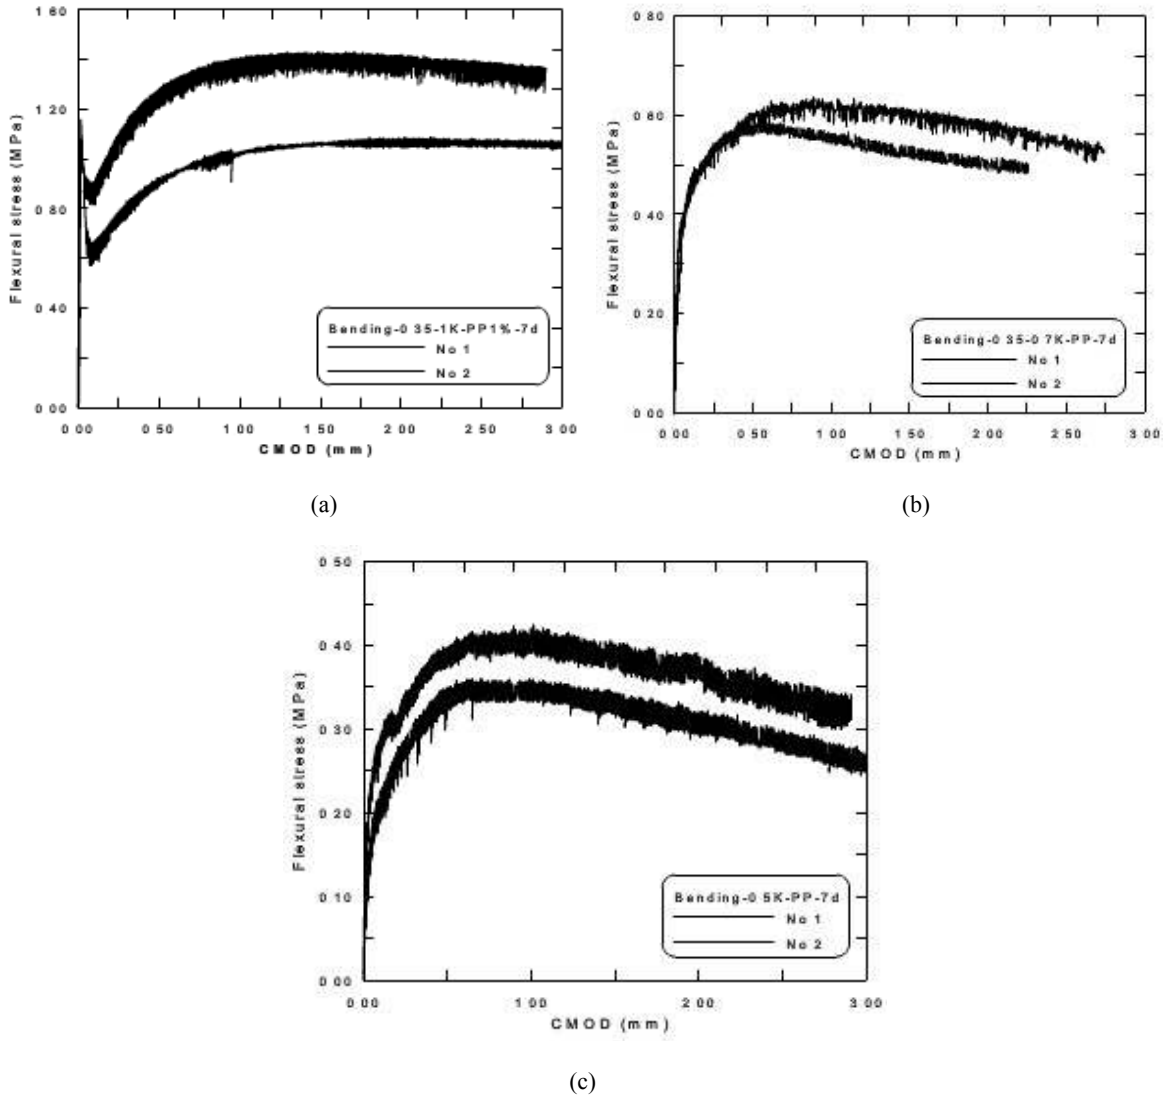 1 60
1 20
0 80
0 40
0 00
Flexural stress (MPa)
Bending-0 35-1K-PP1%-7d
No 1
No 2
0 00 0 50 1 00 1 50 2 00 2 50 3 00
CMOD (mm)
(a)
0 80
0 60
0 40
0 20
0 00
Flexural stress (MPa)
Bending-0 35-0 7K-PP-7d
No 1
No 2
0 00 0 50 1 00 1 50 2 00 2 50 3 00
CMOD (mm)
(b)
0 50
0 40
0 30
0 20
0 10
0 00
Flexural stress (MPa)
Bending-0 5K-PP-7d
No 1
No 2
0 00 1 00 2 00 3 00
CMOD (mm)
(c)